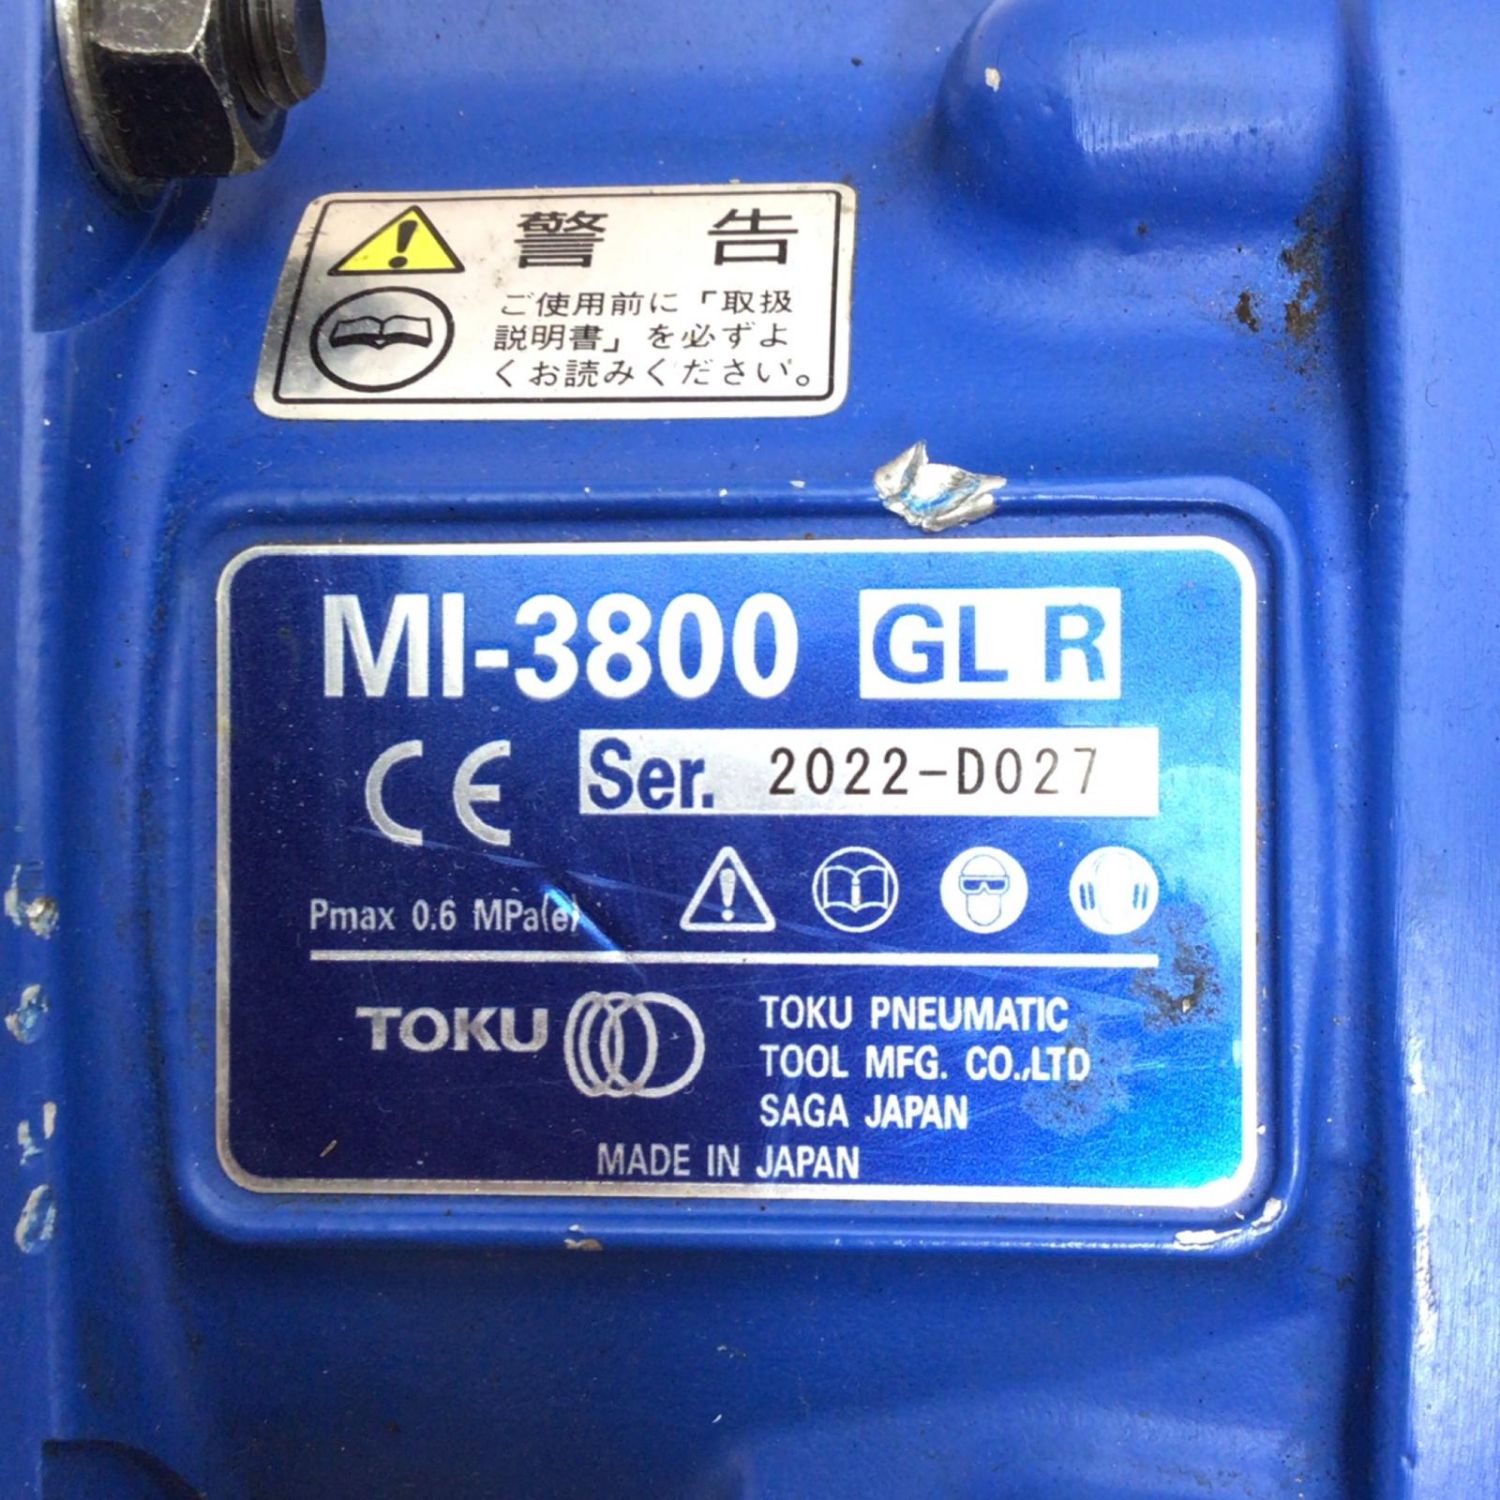 警告
ご使用前に「取扱
説明書」を必ずよ
くお読みください。
MI-3800 GL R
CE Ser. 2022-D027
Pmax 0.6 MPa(e)
TOKU TOKU PNEUMATIC
TOOL MFG. CO.,LTD
SAGA JAPAN
MADE IN JAPAN